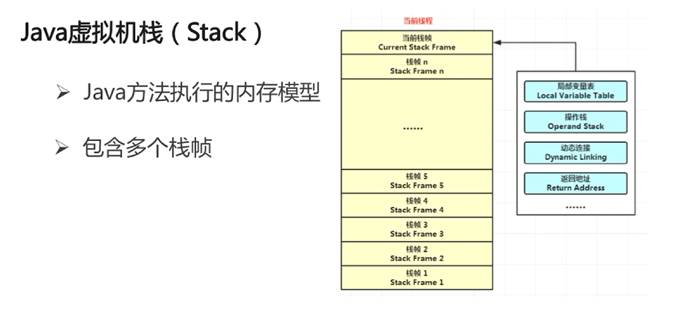 Java虚拟机栈（Stack）
Java方法执行的内存模型
包含多个栈帧
当前线程
当前栈帧
Current Stack Frame
栈帧 n
Stack Frame n
......
栈帧 5
Stack Frame 5
栈帧 4
Stack Frame 4
栈帧 3
Stack Frame 3
栈帧 2
Stack Frame 2
栈帧 1
Stack Frame 1
局部变量表
Local Variable Table
操作栈
Operand Stack
动态连接
Dynamic Linking
返回地址
Return Address
......